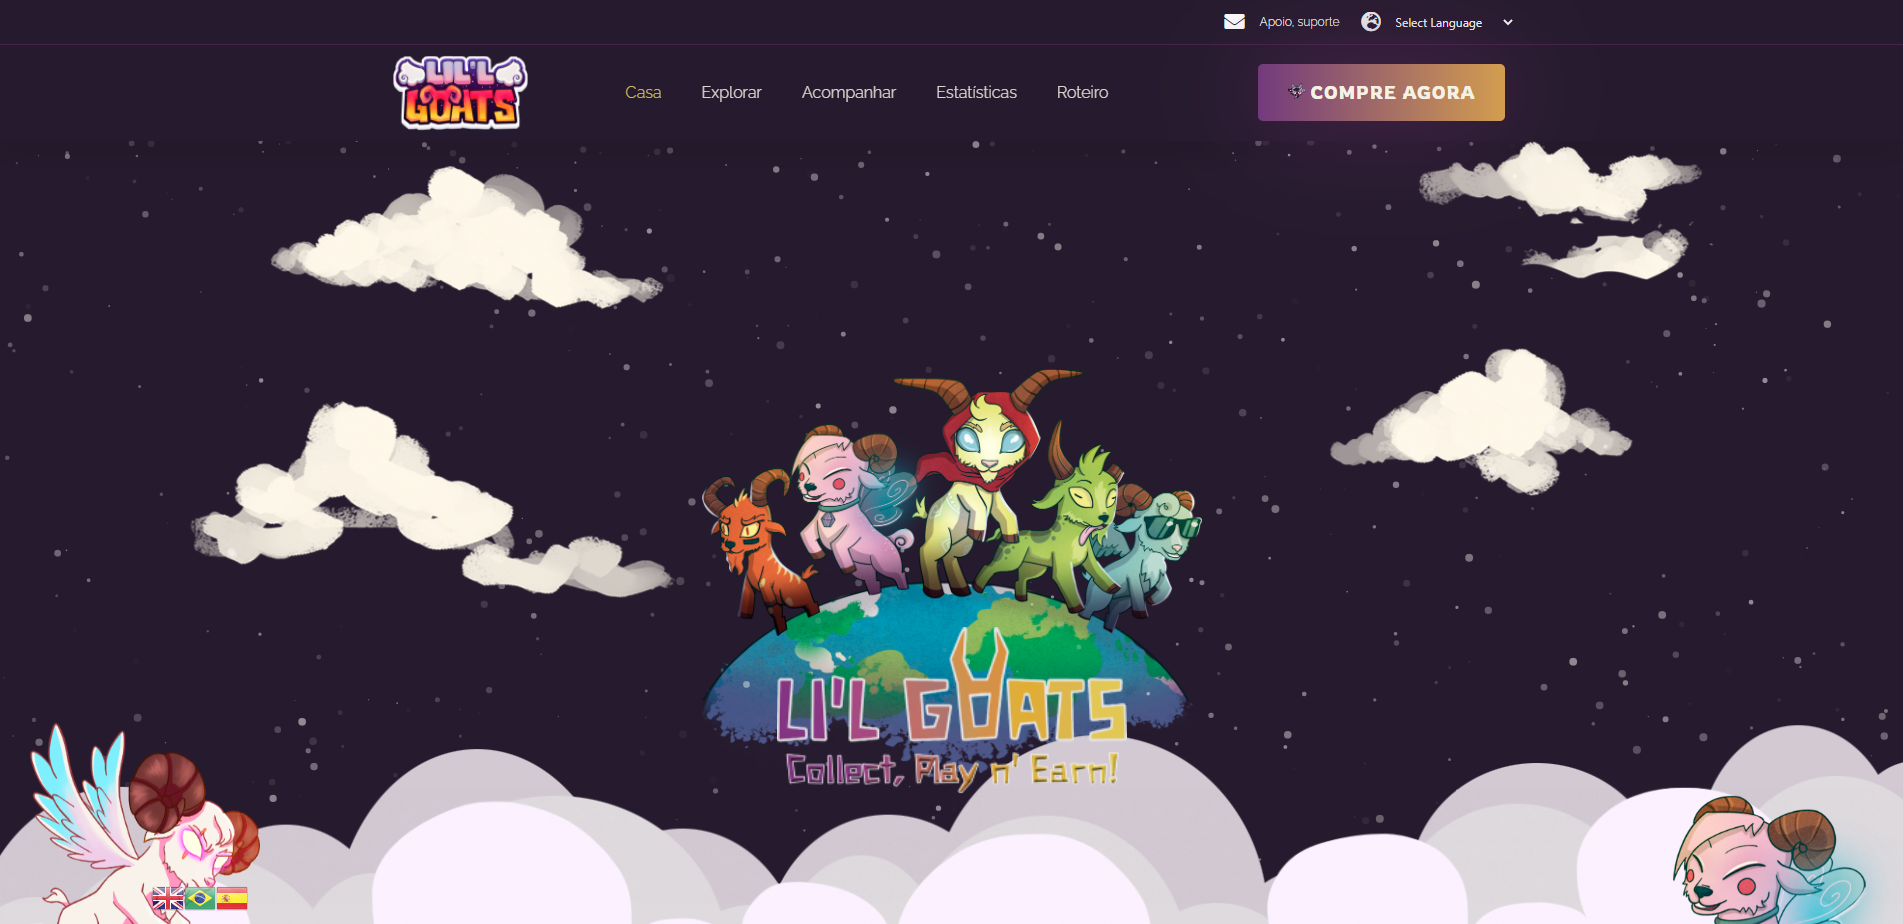 Apoio, suporte
Select Language
LIL'L
GOATS
Casa
Explorar
Acompanhar
Estatísticas
Roteiro
COMPRE AGORA
LI'L GOATS
Collect, Play n' Earn!